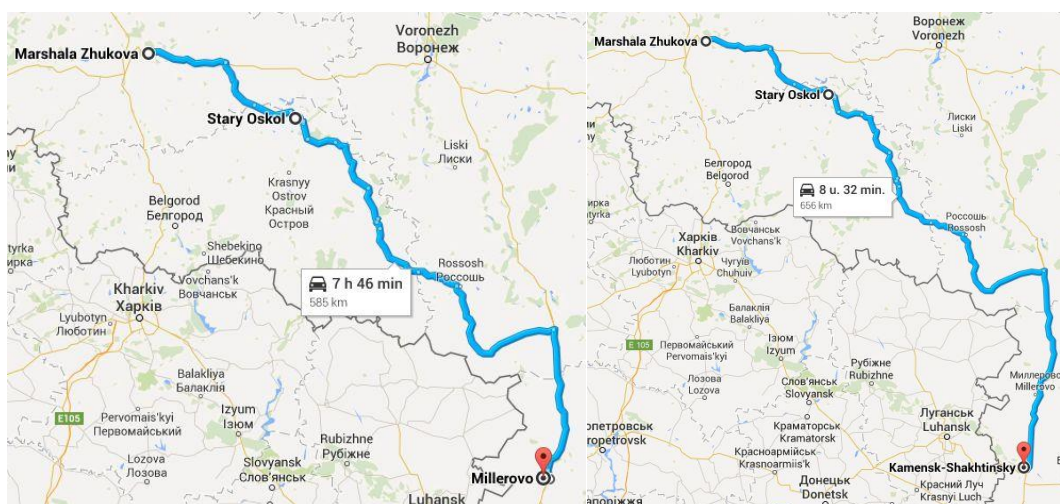 Marshala Zhukova
Voronezh
Воронеж
Stary Oskol
Liski
Лиски
Krasnyy
Ostrov
Красный
Остров
Belgorod
Белгород
Shebekino
Шебекино
Rossosh
Россошь
7 h 46 min
585 km
Vovchans'k
Вовчанськ
Kharkiv
Харків
Lyubotyn
Люботин
Balakliya
Балаклія
E105
Pervomais'kyi
Первомайський
Izyum
Ізюм
Rubizhne
Рубіжне
Lozova
Лозова
Slovyansk
Слов'янськ
Millerovo
Luhansk
Marshala Zhukova
Воронеж
Voronezh
Stary Oskol
Лиски
Liski
Белгород
Belgorod
8 u. 32 min.
656 km
Россошь
Rossosh
Вовчанськ
Vovchans'k
Харків
Kharkiv
Люботин
Lyubotyn
Чугуїв
Chuhuiv
Балаклія
Balakliya
E 105
Первомайський
Pervomais'kyi
Ізюм
Izyum
Рубіжне
Rubizhne
Миллерово
Millerovo
Лозова
Lozova
Слов'янськ
Slovyansk
Луганськ
Luhansk
Краматорськ
Kramatorsk
Красноармійськ
Krasnoarmiis'k
Kamensk-Shakhtinsky
Донецьк
Donetsk
Красний Луч
Krasnyi Luch